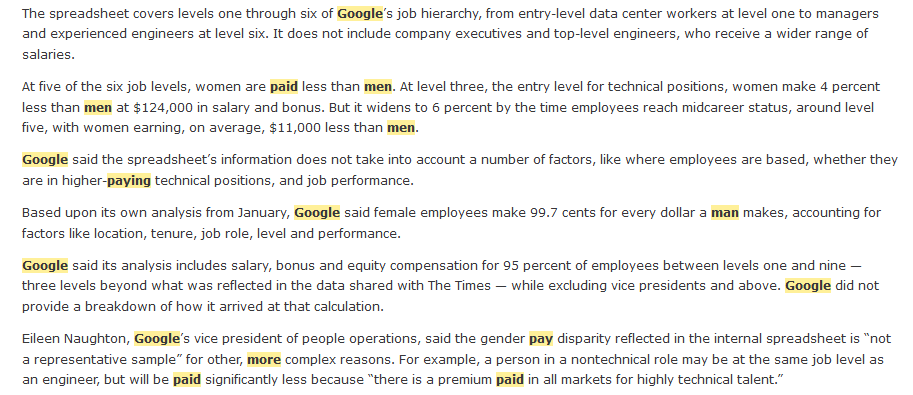 The spreadsheet covers levels one through six of Google's job hierarchy, from entry-level data center workers at level one to managers
and experienced engineers at level six. It does not include company executives and top-level engineers, who receive a wider range of
salaries.
At five of the six job levels, women are paid less than men. At level three, the entry level for technical positions, women make 4 percent
less than men at $124,000 in salary and bonus. But it widens to 6 percent by the time employees reach midcareer status, around level
five, with women earning, on average, $11,000 less than men.
Google said the spreadsheet's information does not take into account a number of factors, like where employees are based, whether they
are in higher-paying technical positions, and job performance.
Based upon its own analysis from January, Google said female employees make 99.7 cents for every dollar a man makes, accounting for
factors like location, tenure, job role, level and performance.
Google said its analysis includes salary, bonus and equity compensation for 95 percent of employees between levels one and nine —
three levels beyond what was reflected in the data shared with The Times — while excluding vice presidents and above. Google did not
provide a breakdown of how it arrived at that calculation.
Eileen Naughton, Google's vice president of people operations, said the gender pay disparity reflected in the internal spreadsheet is “not
a representative sample” for other, more complex reasons. For example, a person in a nontechnical role may be at the same job level as
an engineer, but will be paid significantly less because “there is a premium paid in all markets for highly technical talent.”